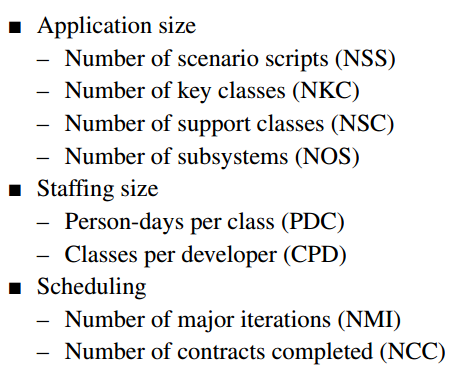 ■ Application size
– Number of scenario scripts (NSS)
– Number of key classes (NKC)
– Number of support classes (NSC)
– Number of subsystems (NOS)
■ Staffing size
– Person-days per class (PDC)
– Classes per developer (CPD)
■ Scheduling
– Number of major iterations (NMI)
– Number of contracts completed (NCC)